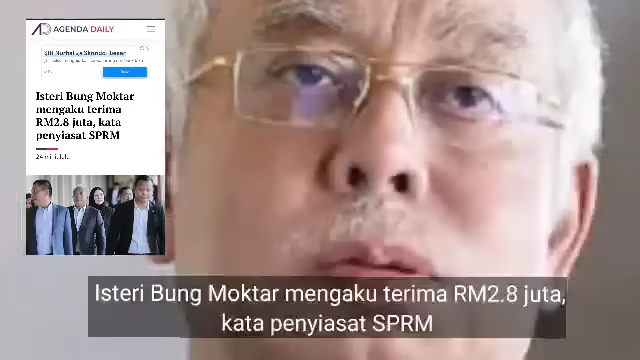 AGENDA DAILY
Isteri Bung Moktar
mengaku terima
RM2.8 juta, kata
penyiasat SPRM
Isteri Bung Moktar mengaku terima RM2.8 juta,
kata penyiasat SPRM